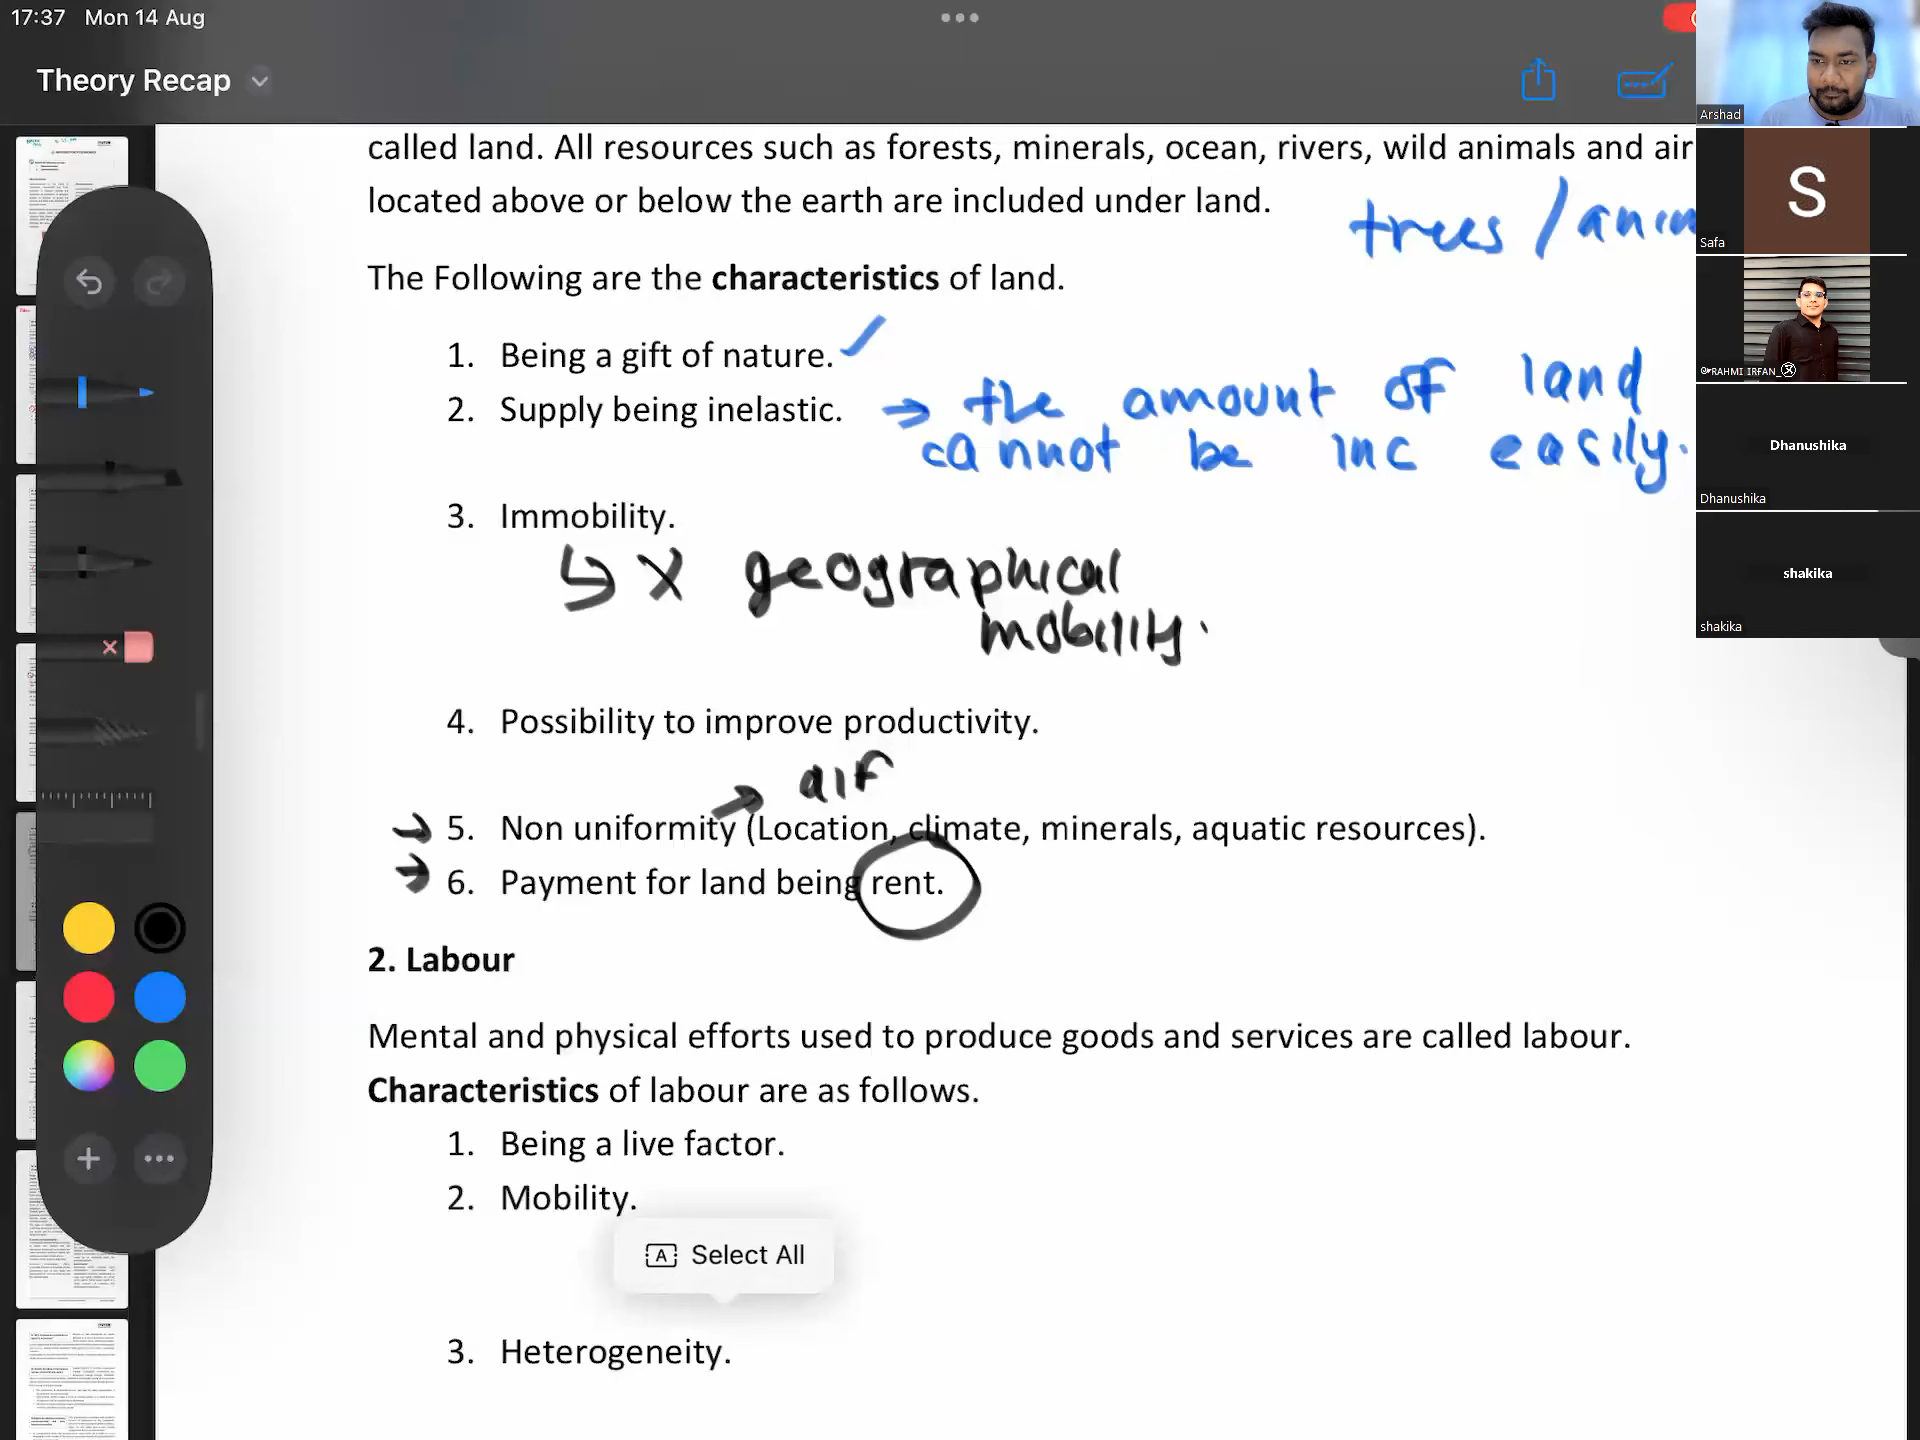 17:37 Mon 14 Aug
Theory Recap
Arshad
called land. All resources such as forests, minerals, ocean, rivers, wild animals and air
located above or below the earth are included under land.
trees / anim
S
Safa
The Following are the characteristics of land.
1. Being a gift of nature.
RAHMI IRFAN_
2. Supply being inelastic. → the amount of land
cannot be inc easily.
Dhanushika
Dhanushika
3. Immobility.
↳ X geographical
mobility.
shakika
shakika
4. Possibility to improve productivity.
→ dif
→ 5. Non uniformity (Location, climate, minerals, aquatic resources).
→ 6. Payment for land being rent.
2. Labour
Mental and physical efforts used to produce goods and services are called labour.
Characteristics of labour are as follows.
1. Being a live factor.
2. Mobility.
A Select All
3. Heterogeneity.